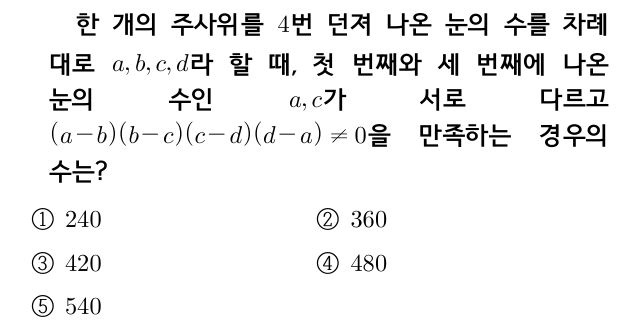 한 개의 주사위를 4번 던져 나온 눈의 수를 차례
대로 a, b, c, d라 할 때, 첫 번째와 세 번째에 나온
눈의 수인 a, c가 서로 다르고
(a-b)(b-c)(c-d)(d-a) ≠ 0을 만족하는 경우의
수는?
① 240 ② 360
③ 420 ④ 480
⑤ 540